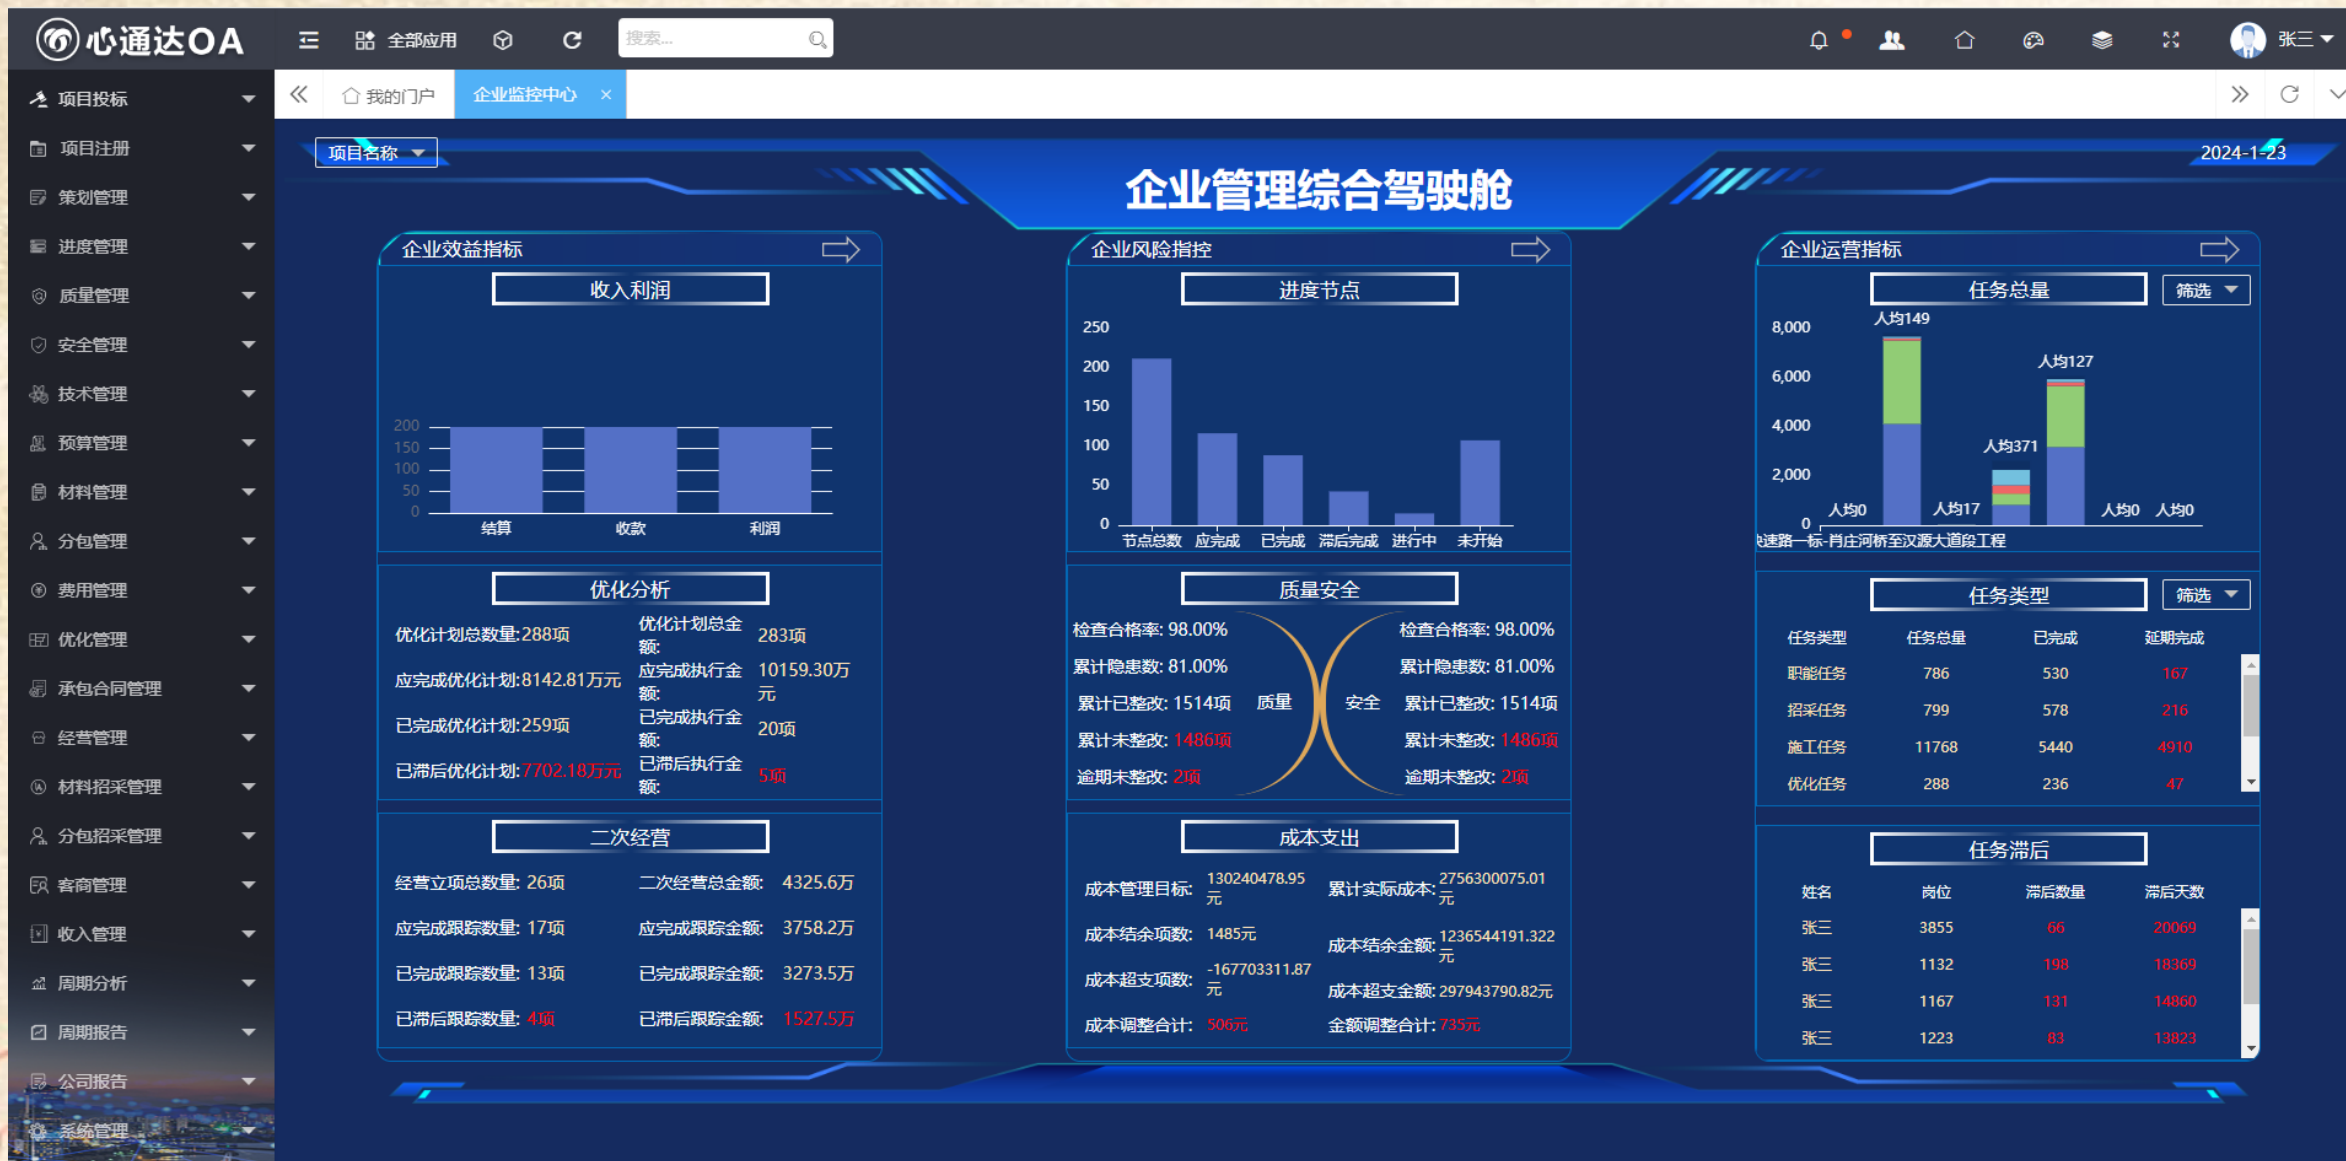 心通达OA
全部应用
搜索...
张三
项目投标
项目注册
策划管理
进度管理
质量管理
安全管理
技术管理
预算管理
材料管理
分包管理
费用管理
优化管理
承包合同管理
经营管理
材料招采管理
分包招采管理
客商管理
收入管理
周期分析
周期报告
公司报告
系统管理
我的门户
企业监控中心 ×
项目名称
企业管理综合驾驶舱
2024-1-23
企业效益指标
收入利润
200
150
100
50
0
结算 收款 利润
优化分析
优化计划总数量:288项
优化计划总金额: 283项
应完成优化计划:8142.81万元
应完成执行金额: 10159.30万元
已完成优化计划:259项
已完成执行金额: 20项
已滞后优化计划:7702.18万元
已滞后执行金额: 5项
二次经营
经营立项总数量: 26项 二次经营总金额: 4325.6万
应完成跟踪数量: 17项 应完成跟踪金额: 3758.2万
已完成跟踪数量: 13项 已完成跟踪金额: 3273.5万
已滞后跟踪数量: 4项 已滞后跟踪金额: 1527.5万
企业风险指控
进度节点
250
200
150
100
50
0
节点总数 应完成 已完成 滞后完成 进行中 未开始
质量安全
检查合格率: 98.00%
累计隐患数: 81.00%
累计已整改: 1514项
累计未整改: 1486项
逾期未整改: 2项
质量
安全
检查合格率: 98.00%
累计隐患数: 81.00%
累计已整改: 1514项
累计未整改: 1486项
逾期未整改: 2项
成本支出
成本管理目标: 130240478.95元
累计实际成本: 2756300075.01元
成本结余项数: 1485元
成本结余金额: 1236544191.322元
成本超支项数: -167703311.87元
成本超支金额: 297943790.82元
成本调整合计: 506元
金额调整合计: 735元
企业运营指标
任务总量
筛选
8,000
6,000
4,000
2,000
0
人均0 人均149 人均17 人均371 人均127 人均0 人均0
速路一标-肖庄河桥至汉源大道段工程
任务类型
筛选
任务类型 任务总量 已完成 延期完成
职能任务 786 530 167
招采任务 799 578 216
施工任务 11768 5440 4910
优化任务 288 236 47
任务滞后
姓名 岗位 滞后数量 滞后天数
张三 3855 66 20069
张三 1132 198 18369
张三 1167 131 14860
张三 1223 83 13823